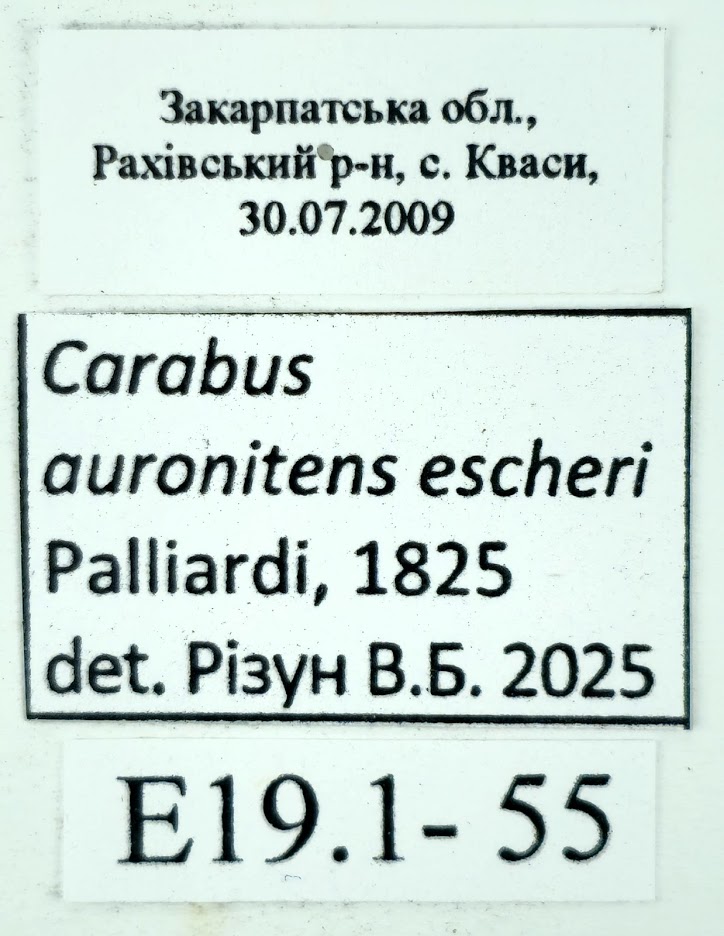 Закарпатська обл.,
Рахівський р-н, с. Кваси,
30.07.2009
Carabus
auronitens escheri
Palliardi, 1825
det. Різун В.Б. 2025
E19.1- 55